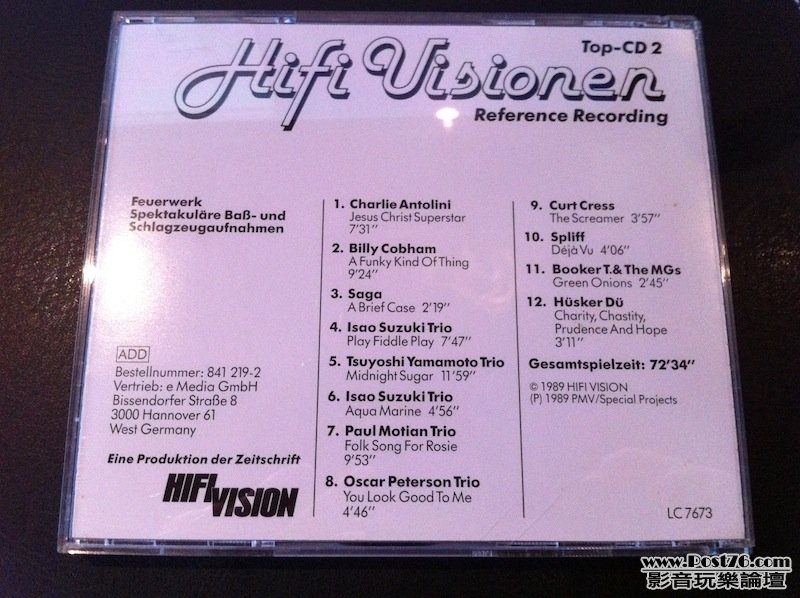 Top-CD 2
Hifi Visionen
Reference Recording
Feuerwerk
Spektakuläre Baß- und
Schlagzeugaufnahmen
ADD
Bestellnummer: 841 219-2
Vertrieb: e Media GmbH
Bissendorfer Straße 8
3000 Hannover 61
West Germany
Eine Produktion der Zeitschrift
HIFI VISION
1. Charlie Antolini
Jesus Christ Superstar
7'31''
2. Billy Cobham
A Funky Kind Of Thing
9'24''
3. Saga
A Brief Case 2'19''
4. Isao Suzuki Trio
Play Fiddle Play 7'47''
5. Tsuyoshi Yamamoto Trio
Midnight Sugar 11'59''
6. Isao Suzuki Trio
Aqua Marine 4'56''
7. Paul Motian Trio
Folk Song For Rosie
9'53''
8. Oscar Peterson Trio
You Look Good To Me
4'46''
9. Curt Cress
The Screamer 3'57''
10. Spliff
Déjà Vu 4'06''
11. Booker T. & The MGs
Green Onions 2'45''
12. Hüsker Dü
Charity, Chastity,
Prudence And Hope
3'11''
Gesamtspielzeit: 72'34''
© 1989 HIFI VISION
(P) 1989 PMV/Special Projects
LC 7673
www.Post76.com
影音玩樂論壇